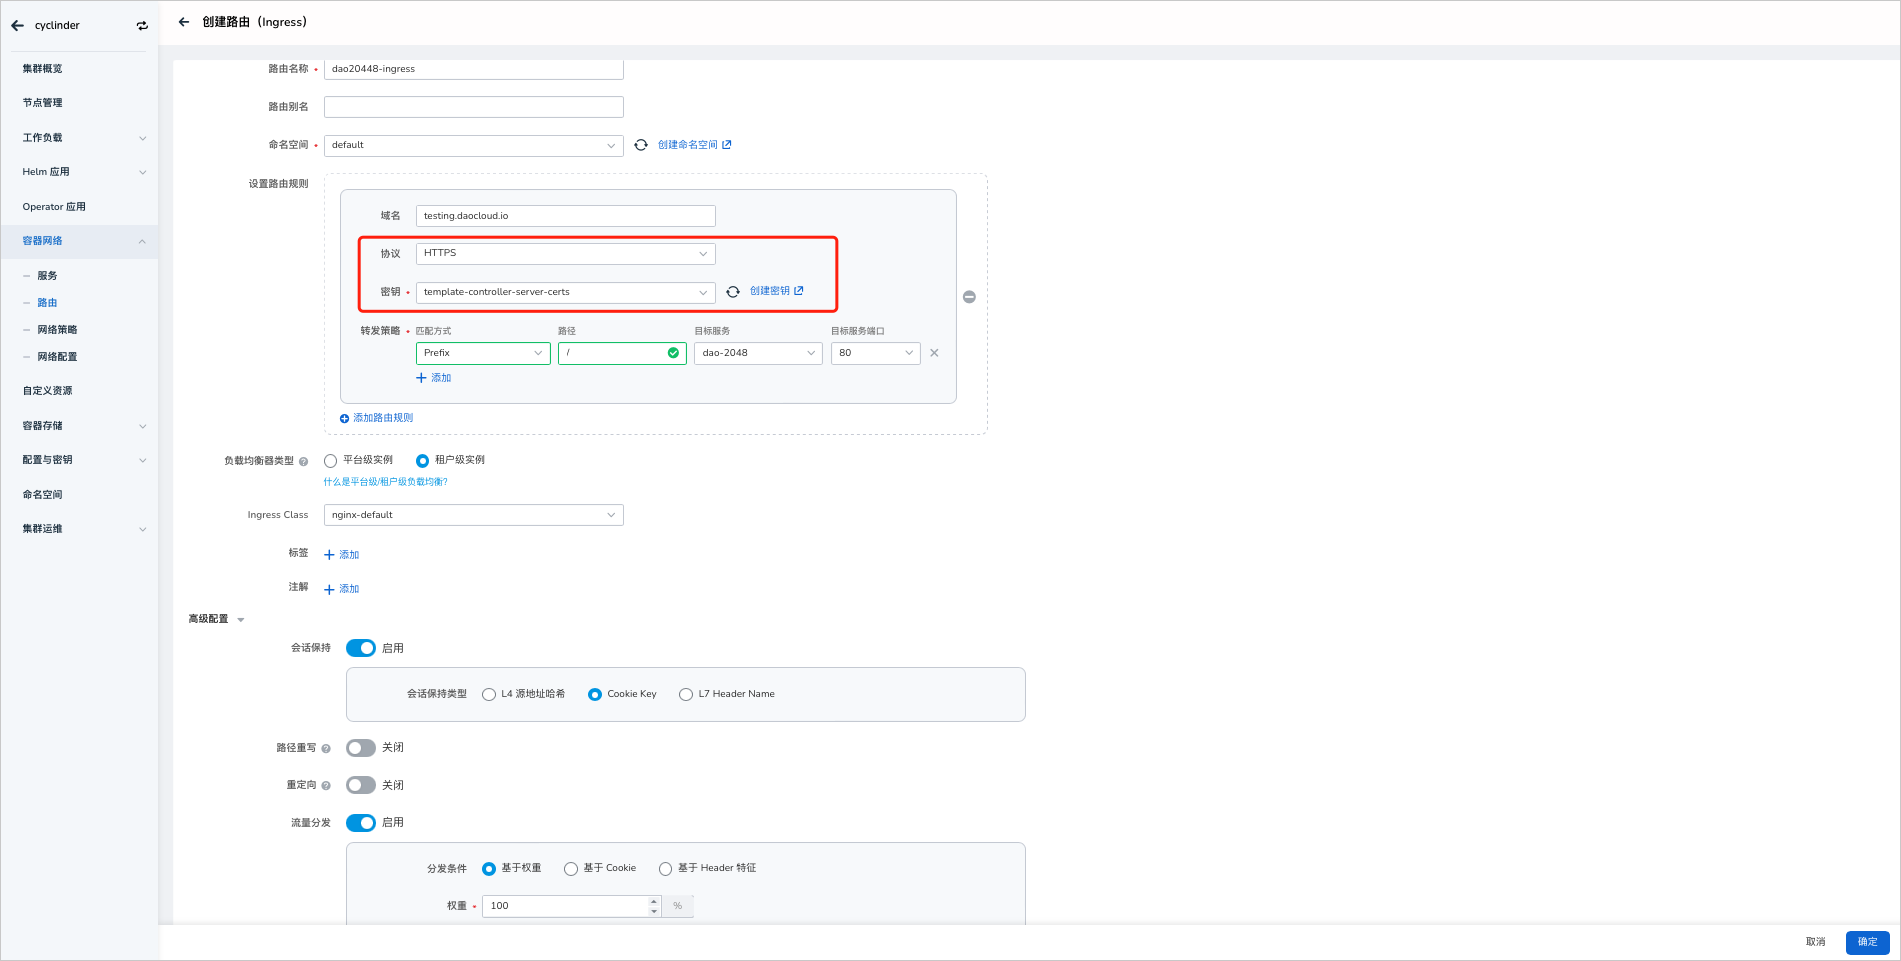 cyclinder
集群概览
节点管理
工作负载
Helm 应用
Operator 应用
容器网络
服务
路由
网络策略
网络配置
自定义资源
容器存储
配置与密钥
命名空间
集群运维
创建路由（Ingress）
路由名称 • dao20448-ingress
路由别名
命名空间 • default 创建命名空间
设置路由规则
域名 testing.daocloud.io
协议 HTTPS
密钥 • template-controller-server-certs 创建密钥
转发策略 • 匹配方式 路径 目标服务 目标服务端口
Prefix / dao-2048 80
添加
添加路由规则
负载均衡器类型 平台级实例 租户级实例
什么是平台级/租户级负载均衡?
Ingress Class nginx-default
标签 添加
注解 添加
高级配置
会话保持 启用
会话保持类型 L4 源地址哈希 Cookie Key L7 Header Name
路径重写 关闭
重定向 关闭
流量分发 启用
分发条件 基于权重 基于 Cookie 基于 Header 特征
权重 • 100 %
取消 确定